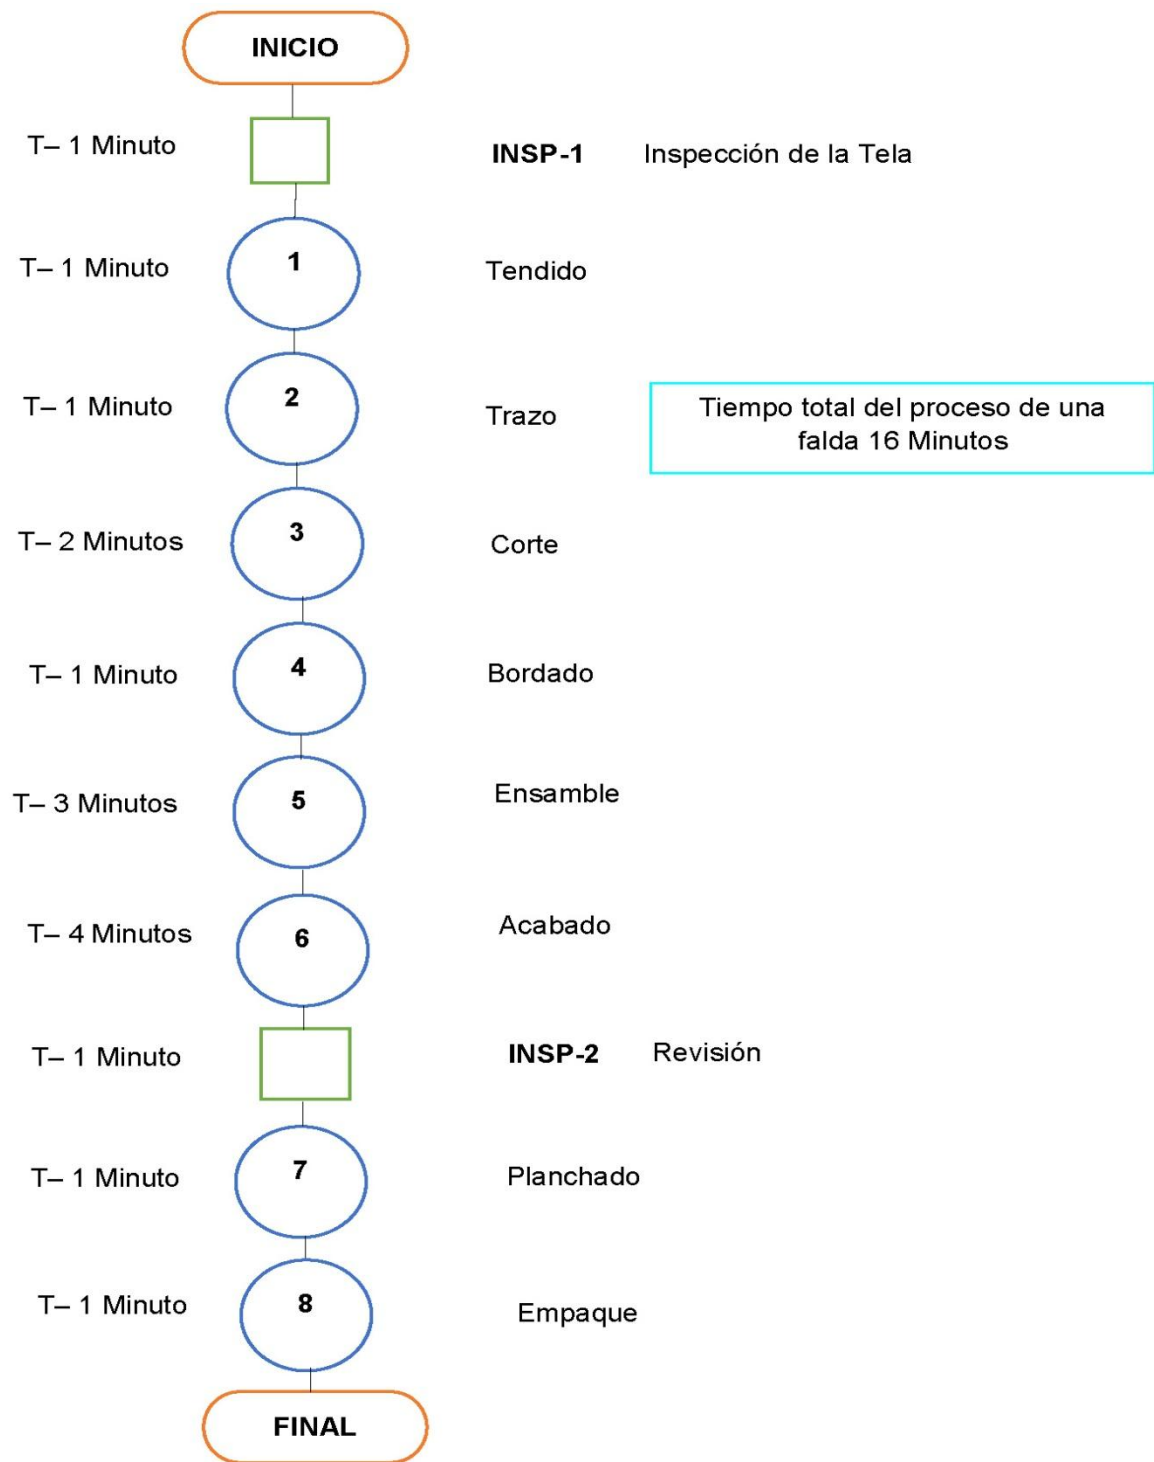 INICIO
T– 1 Minuto INSP-1 Inspección de la Tela
T– 1 Minuto 1 Tendido
T– 1 Minuto 2 Trazo
Tiempo total del proceso de una
falda 16 Minutos
T– 2 Minutos 3 Corte
T– 1 Minuto 4 Bordado
T– 3 Minutos 5 Ensamble
T– 4 Minutos 6 Acabado
T– 1 Minuto INSP-2 Revisión
T– 1 Minuto 7 Planchado
T– 1 Minuto 8 Empaque
FINAL